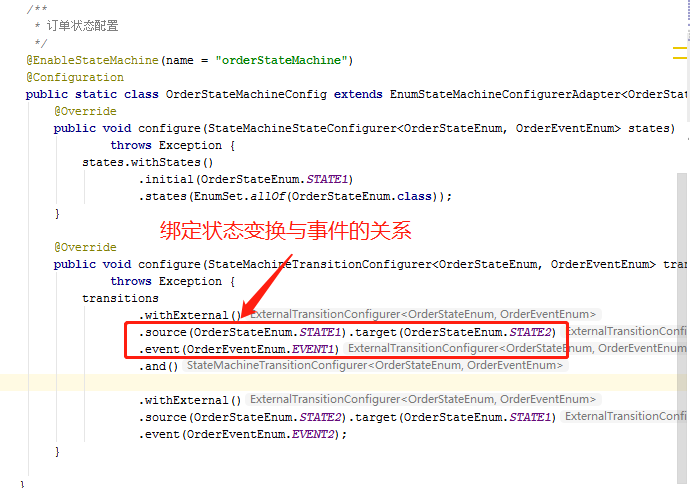 /**
 * 订单状态配置
 */
@EnableStateMachine(name = "orderStateMachine")
@Configuration
public static class OrderStateMachineConfig extends EnumStateMachineConfigurerAdapter<OrderStat
@Override
public void configure(StateMachineStateConfigurer<OrderStateEnum, OrderEventEnum> states)
throws Exception {
states.withStates()
.initial(OrderStateEnum.STATE1)
.states(EnumSet.allOf(OrderStateEnum.class));
}
绑定状态变换与事件的关系
@Override
public void configure(StateMachineTransitionConfigurer<OrderStateEnum, OrderEventEnum> tran
throws Exception {
transitions
.withExternal() ExternalTransitionConfigurer<OrderStateEnum, OrderEventEnum>
.source(OrderStateEnum.STATE1).target(OrderStateEnum.STATE2) ExternalTransitionConfi
.event(OrderEventEnum.EVENT1) ExternalTransitionConfigurer<OrderStateEnum, OrderEventEnum>
.and() StateMachineTransitionConfigurer<OrderStateEnum, OrderEventEnum>
.withExternal() ExternalTransitionConfigurer<OrderStateEnum, OrderEventEnum>
.source(OrderStateEnum.STATE2).target(OrderStateEnum.STATE1) ExternalTransitionConfi
.event(OrderEventEnum.EVENT2);
}
}